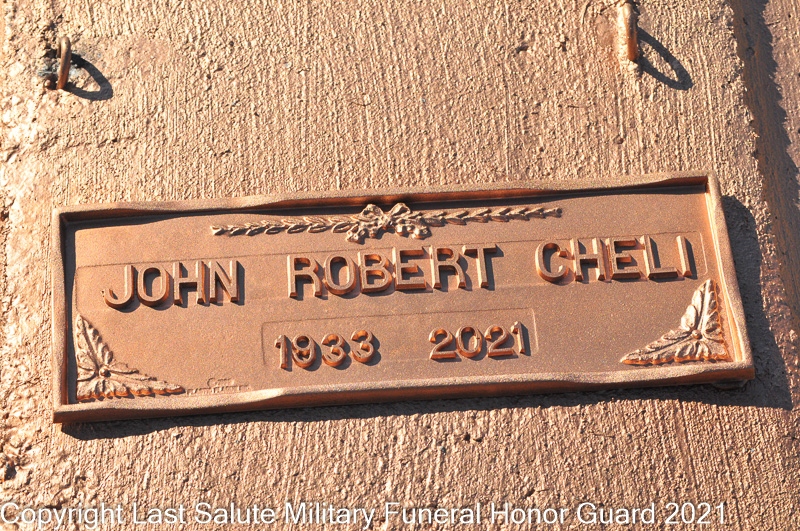 JOHN ROBERT CHELI
1933 2021
Copyright Last Salute Military Funeral Honor Guard 2021